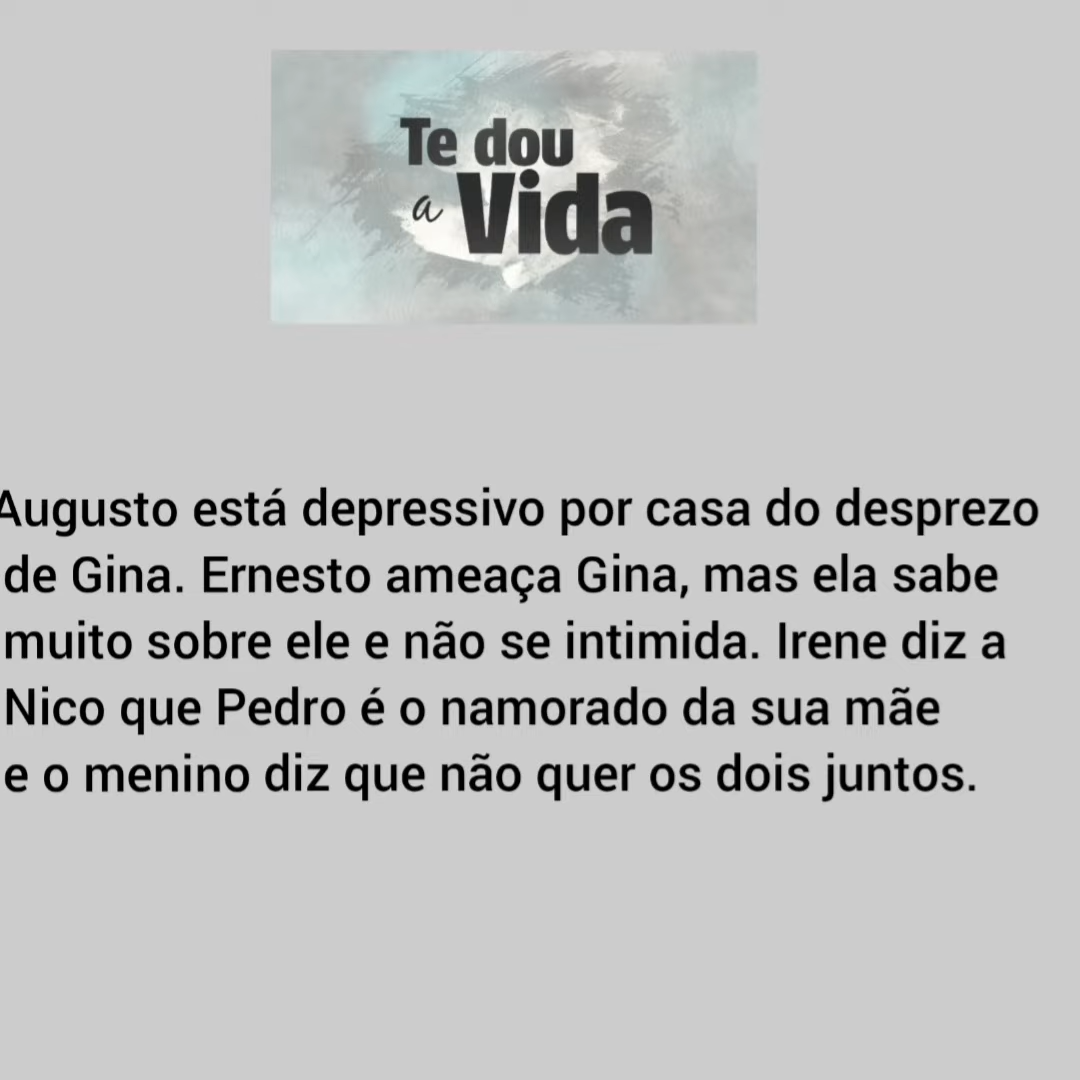 Te dou
a Vida
Augusto está depressivo por casa do desprezo
de Gina. Ernesto ameaça Gina, mas ela sabe
muito sobre ele e não se intimida. Irene diz a
Nico que Pedro é o namorado da sua mãe
e o menino diz que não quer os dois juntos.